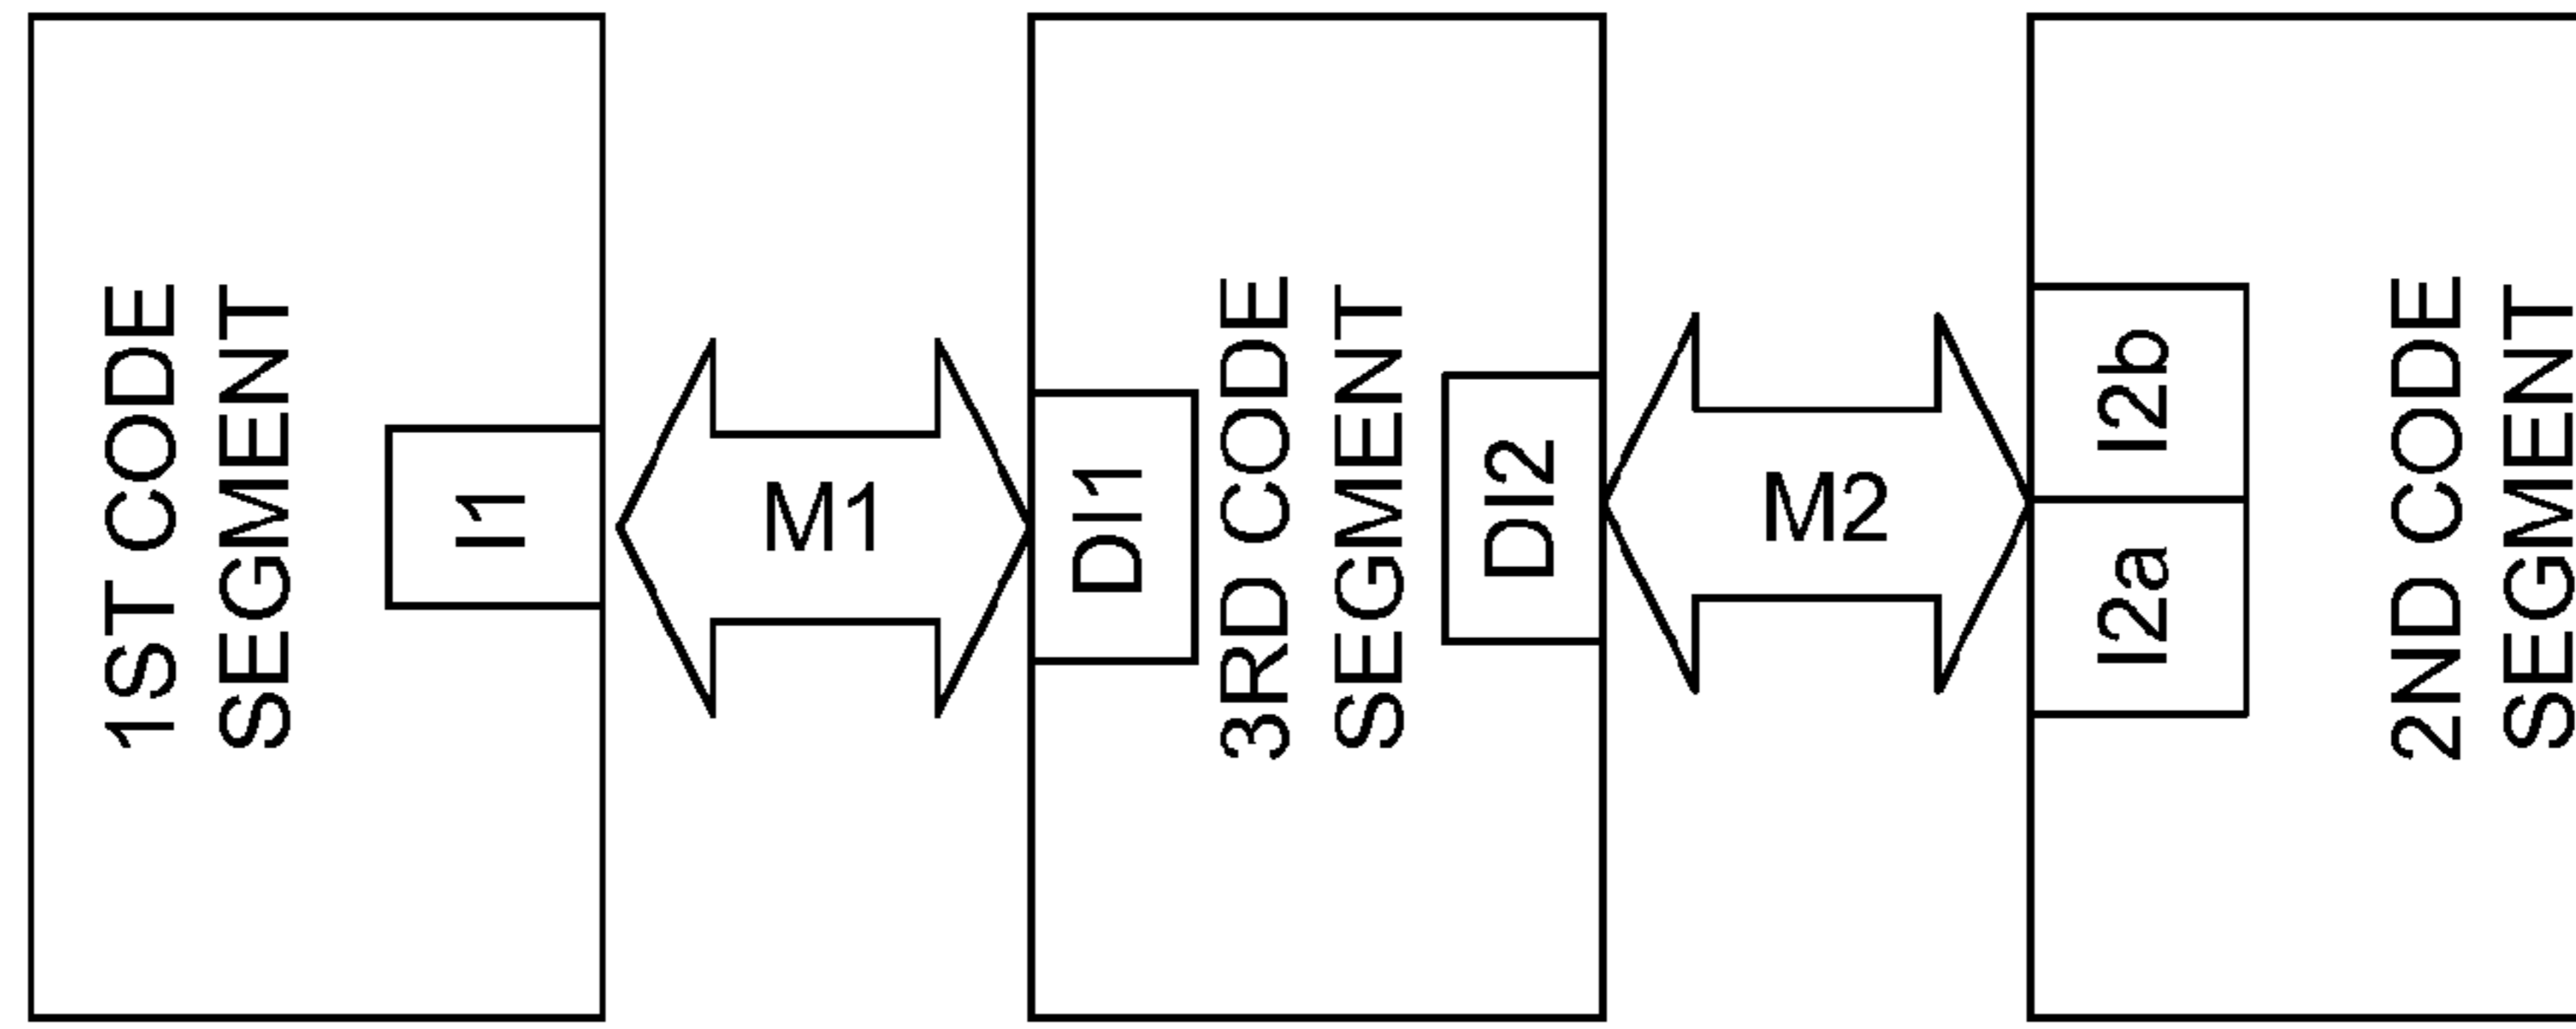 1ST CODE
SEGMENT
I1
M1
DI1
3RD CODE
SEGMENT
DI2
M2
I2a
I2b
2ND CODE
SEGMENT